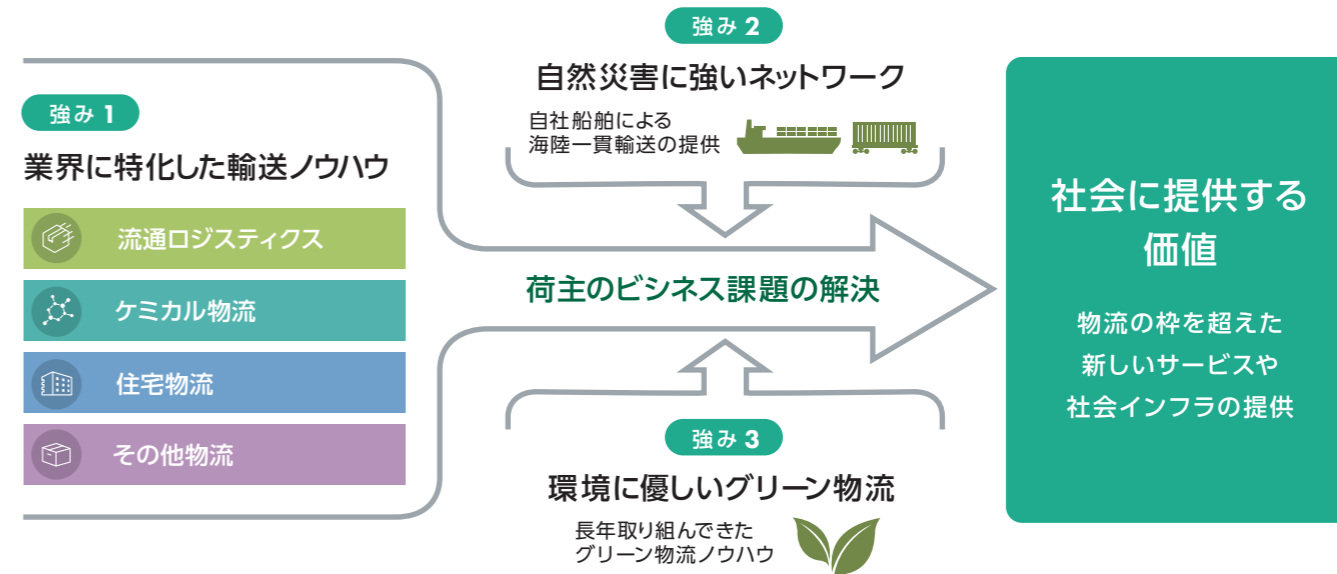 強み 1
業界に特化した輸送ノウハウ
流通ロジスティクス
ケミカル物流
住宅物流
その他物流
強み 2
自然災害に強いネットワーク
自社船舶による
海陸一貫輸送の提供
荷主のビシネス課題の解決
強み 3
環境に優しいグリーン物流
長年取り組んできた
グリーン物流ノウハウ
社会に提供する
価値
物流の枠を超えた
新しいサービスや
社会インフラの提供